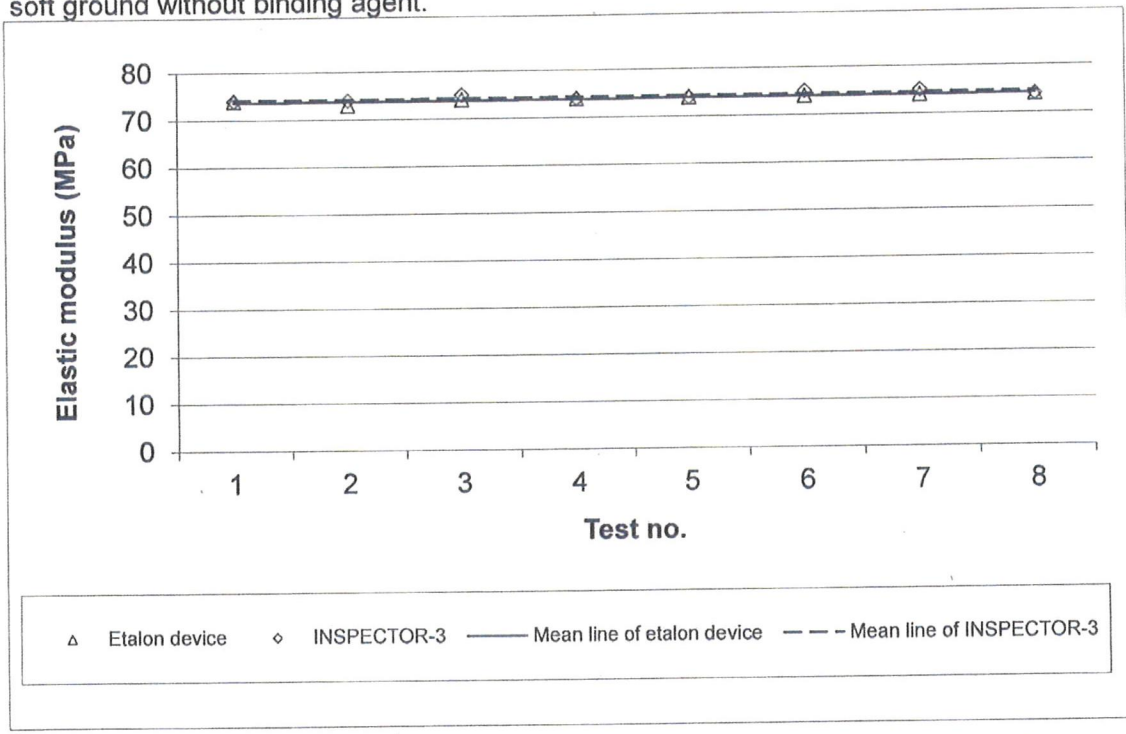 soft ground without binding agent.
Elastic modulus (MPa)
80
70
60
50
40
30
20
10
0
1 2 3 4 5 6 7 8
Test no.
Etalon device INSPECTOR-3 Mean line of etalon device Mean line of INSPECTOR-3